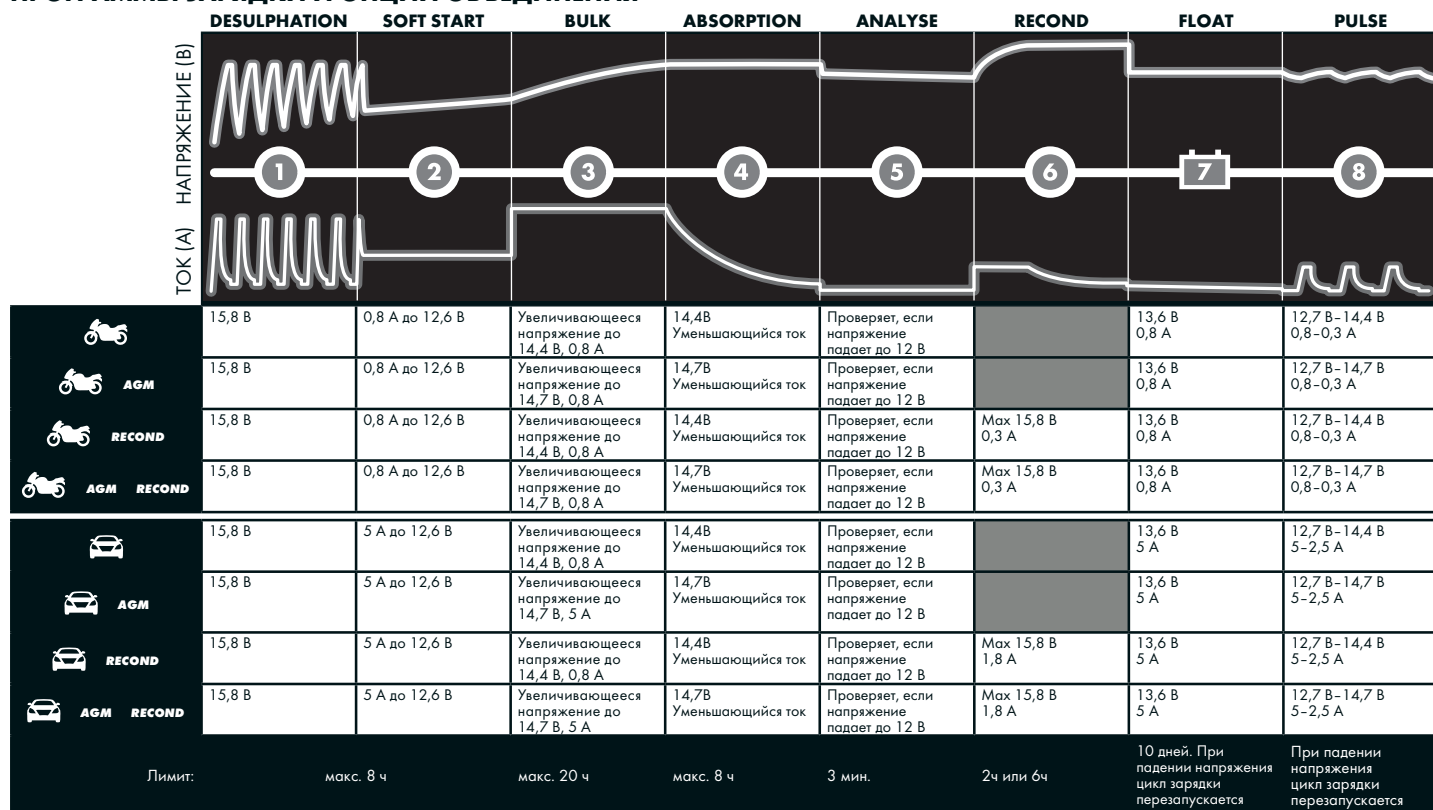 DESULPHATION SOFT START BULK ABSORPTION ANALYSE RECOND FLOAT PULSE
НАПРЯЖЕНИЕ (В)
ТОК (А)
1 2 3 4 5 6 7 8
15,8 В 0,8 А до 12,6 В Увеличивающееся 14,4В Проверяет, если 13,6 В 12,7 В–14,4 В
напряжение до Уменьшающийся ток напряжение 0,8 А 0,8–0,3 А
14,4 В, 0,8 А падает до 12 В
AGM 15,8 В 0,8 А до 12,6 В Увеличивающееся 14,7В Проверяет, если 13,6 В 12,7 В–14,7 В
напряжение до Уменьшающийся ток напряжение 0,8 А 0,8–0,3 А
14,7 В, 0,8 А падает до 12 В
RECOND 15,8 В 0,8 А до 12,6 В Увеличивающееся 14,4В Проверяет, если Max 15,8 В 13,6 В 12,7 В–14,4 В
напряжение до Уменьшающийся ток напряжение 0,3 А 0,8 А 0,8–0,3 А
14,4 В, 0,8 А падает до 12 В
AGM RECOND 15,8 В 0,8 А до 12,6 В Увеличивающееся 14,7В Проверяет, если Max 15,8 В 13,6 В 12,7 В–14,7 В
напряжение до Уменьшающийся ток напряжение 0,3 А 0,8 А 0,8–0,3 А
14,7 В, 0,8 А падает до 12 В
15,8 В 5 А до 12,6 В Увеличивающееся 14,4В Проверяет, если 13,6 В 12,7 В–14,4 В
напряжение до Уменьшающийся ток напряжение 5 А 5–2,5 А
14,4 В, 0,8 А падает до 12 В
AGM 15,8 В 5 А до 12,6 В Увеличивающееся 14,7В Проверяет, если 13,6 В 12,7 В–14,7 В
напряжение до Уменьшающийся ток напряжение 5 А 5–2,5 А
14,7 В, 5 А падает до 12 В
RECOND 15,8 В 5 А до 12,6 В Увеличивающееся 14,4В Проверяет, если Max 15,8 В 13,6 В 12,7 В–14,4 В
напряжение до Уменьшающийся ток напряжение 1,8 А 5 А 5–2,5 А
14,4 В, 0,8 А падает до 12 В
AGM RECOND 15,8 В 5 А до 12,6 В Увеличивающееся 14,7В Проверяет, если Max 15,8 В 13,6 В 12,7 В–14,7 В
напряжение до Уменьшающийся ток напряжение 1,8 А 5 А 5–2,5 А
14,7 В, 5 А падает до 12 В
Лимит: макс. 8 ч макс. 20 ч макс. 8 ч 3 мин. 2ч или 6ч
10 дней. При
падении напряжения
цикл зарядки
перезапускается
При падении
напряжения
цикл зарядки
перезапускается